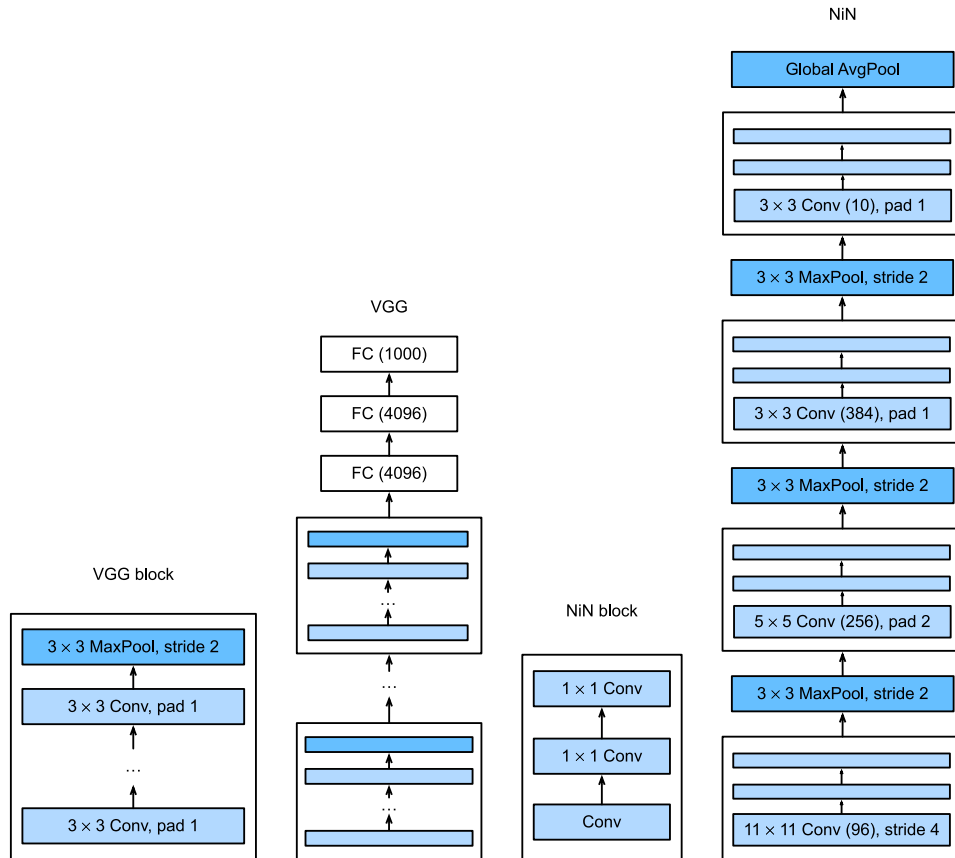 VGG block
3 × 3 MaxPool, stride 2
3 × 3 Conv, pad 1
...
3 × 3 Conv, pad 1
VGG
FC (1000)
FC (4096)
FC (4096)
...
...
...
NiN block
1 × 1 Conv
1 × 1 Conv
Conv
NiN
Global AvgPool
3 × 3 Conv (10), pad 1
3 × 3 MaxPool, stride 2
3 × 3 Conv (384), pad 1
3 × 3 MaxPool, stride 2
5 × 5 Conv (256), pad 2
3 × 3 MaxPool, stride 2
11 × 11 Conv (96), stride 4